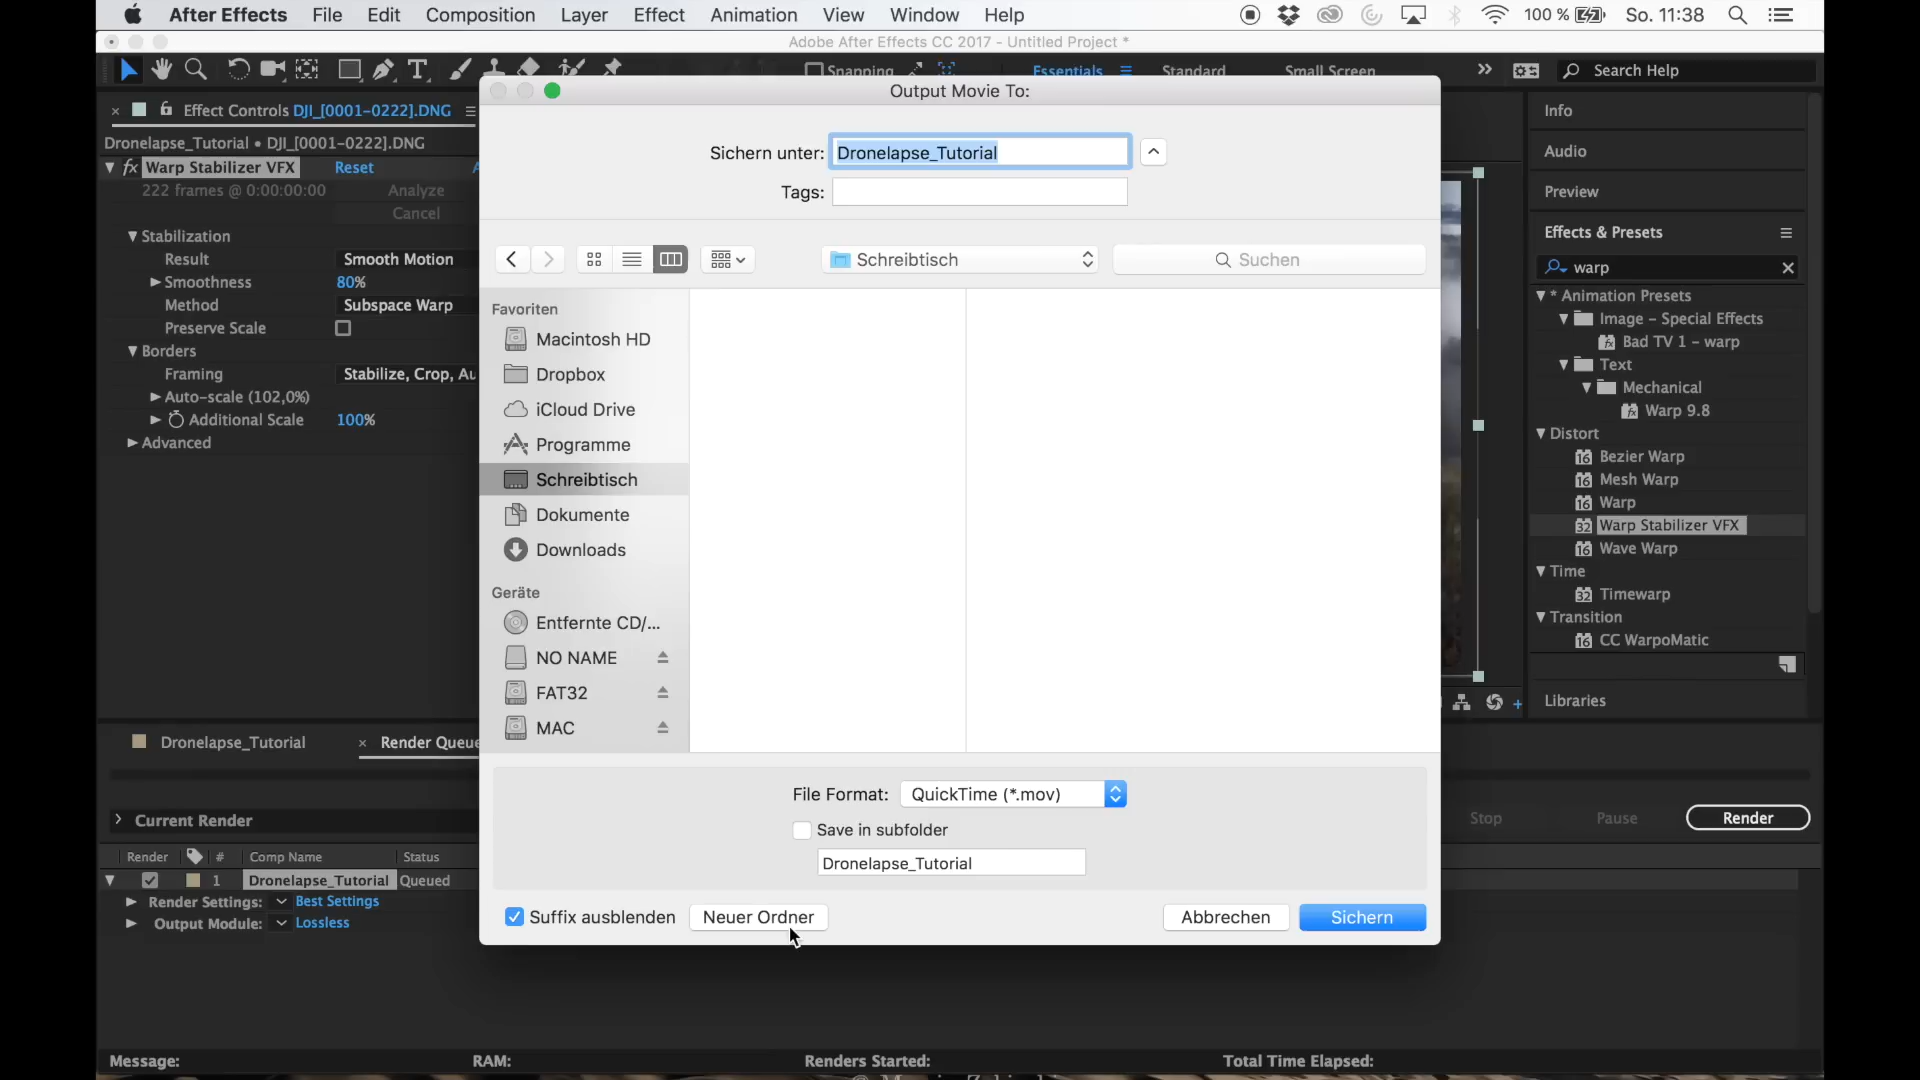 After Effects File Edit Composition Layer Effect Animation View Window Help 100 % So. 11:38
Adobe After Effects CC 2017 - Untitled Project *
Snapping Essentials Standard Small Screen Search Help
Effect Controls DJI_[0001-0222].DNG
Dronelapse_Tutorial • DJI_[0001-0222].DNG
fx Warp Stabilizer VFX Reset
222 frames @ 0:00:00:00 Analyze
Cancel
Stabilization
Result Smooth Motion
Smoothness 80%
Method Subspace Warp
Preserve Scale
Borders
Framing Stabilize, Crop, Au
Auto-scale (102,0%)
Additional Scale 100%
Advanced
Output Movie To:
Sichern unter: Dronelapse_Tutorial
Tags:
Schreibtisch
Suchen
Favoriten
Macintosh HD
Dropbox
iCloud Drive
Programme
Schreibtisch
Dokumente
Downloads
Geräte
Entfernte CD/...
NO NAME
FAT32
MAC
File Format: QuickTime (*.mov)
Save in subfolder
Dronelapse_Tutorial
Suffix ausblenden Neuer Ordner Abbrechen Sichern
Info
Audio
Preview
Effects & Presets
warp
* Animation Presets
Image – Special Effects
Bad TV 1 – warp
Text
Mechanical
Warp 9.8
Distort
Bezier Warp
Mesh Warp
Warp
Warp Stabilizer VFX
Wave Warp
Time
Timewarp
Transition
CC WarpoMatic
Libraries
Dronelapse_Tutorial Render Queue
Current Render
Stop Pause Render
Render # Comp Name Status
1 Dronelapse_Tutorial Queued
Render Settings: Best Settings
Output Module: Lossless
Message: RAM: Renders Started: Total Time Elapsed: